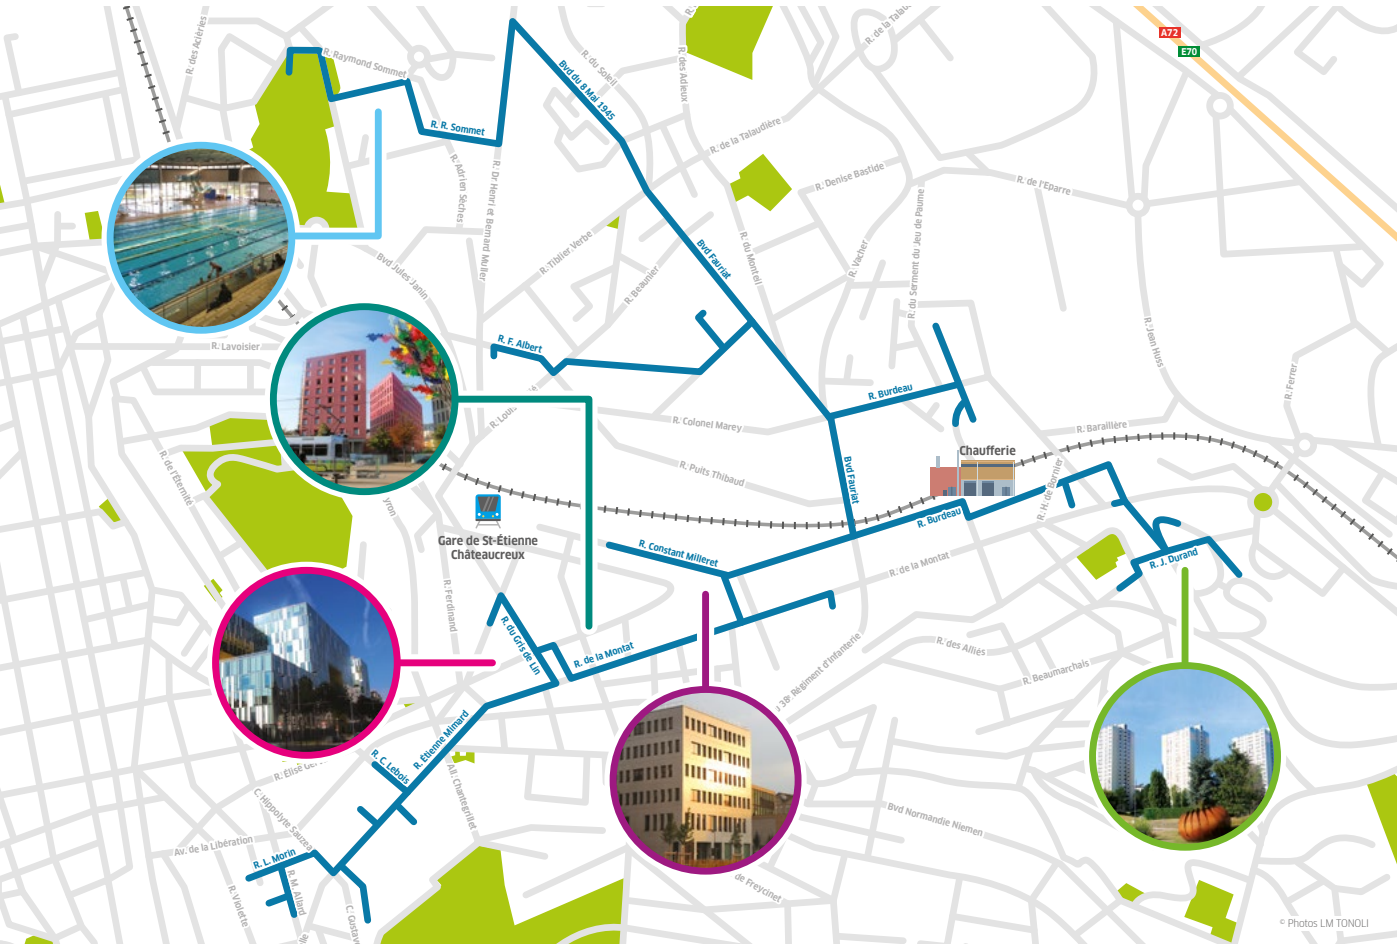 A72
E70
R. des Aciéries
R. Raymond Sommet
R. du Soleil
Bvd du 8 Mai 1945
R. des Adieux
R. R. Sommet
R. de la Talaudière
R. Adrien Sèches
R. Dr Henri et Bernard Muller
R. Denise Bastide
R. de l'Eparre
R. Tiblier Verbe
Bvd Jules Janin
R. Beaunier
Bvd Fauriat
R. du Monteil
R. Vacher
R. du Serment du Jeu de Paume
R. Lavoisier
R. F. Albert
R. Jean Huss
R. Ferrer
R. Burdeau
R. Colonel Marey
R. Baraillère
Chaufferie
R. de l'Éternité
R. Puits Thibaud
Bvd Fauriat
R. H. de Bornier
R. Burdeau
Gare de St-Étienne
Châteaucreux
R. Constant Milleret
R. de la Montat
R. J. Durand
R. Ferdinand
R. du Gris de Lin
R. de la Montat
38e Régiment d'Infanterie
R. des Alliés
R. Beaumarchais
R. Étienne Mimard
R. C. Lebois
R. Élisé
All. Chantegrillet
C. Hippolyte Sauzea
Bvd Normandie Niemen
Av. de la Libération
R. L. Morin
R. M. Allard
R. Violette
C. Gustav
de Freycinet
© Photos LM TONOLI